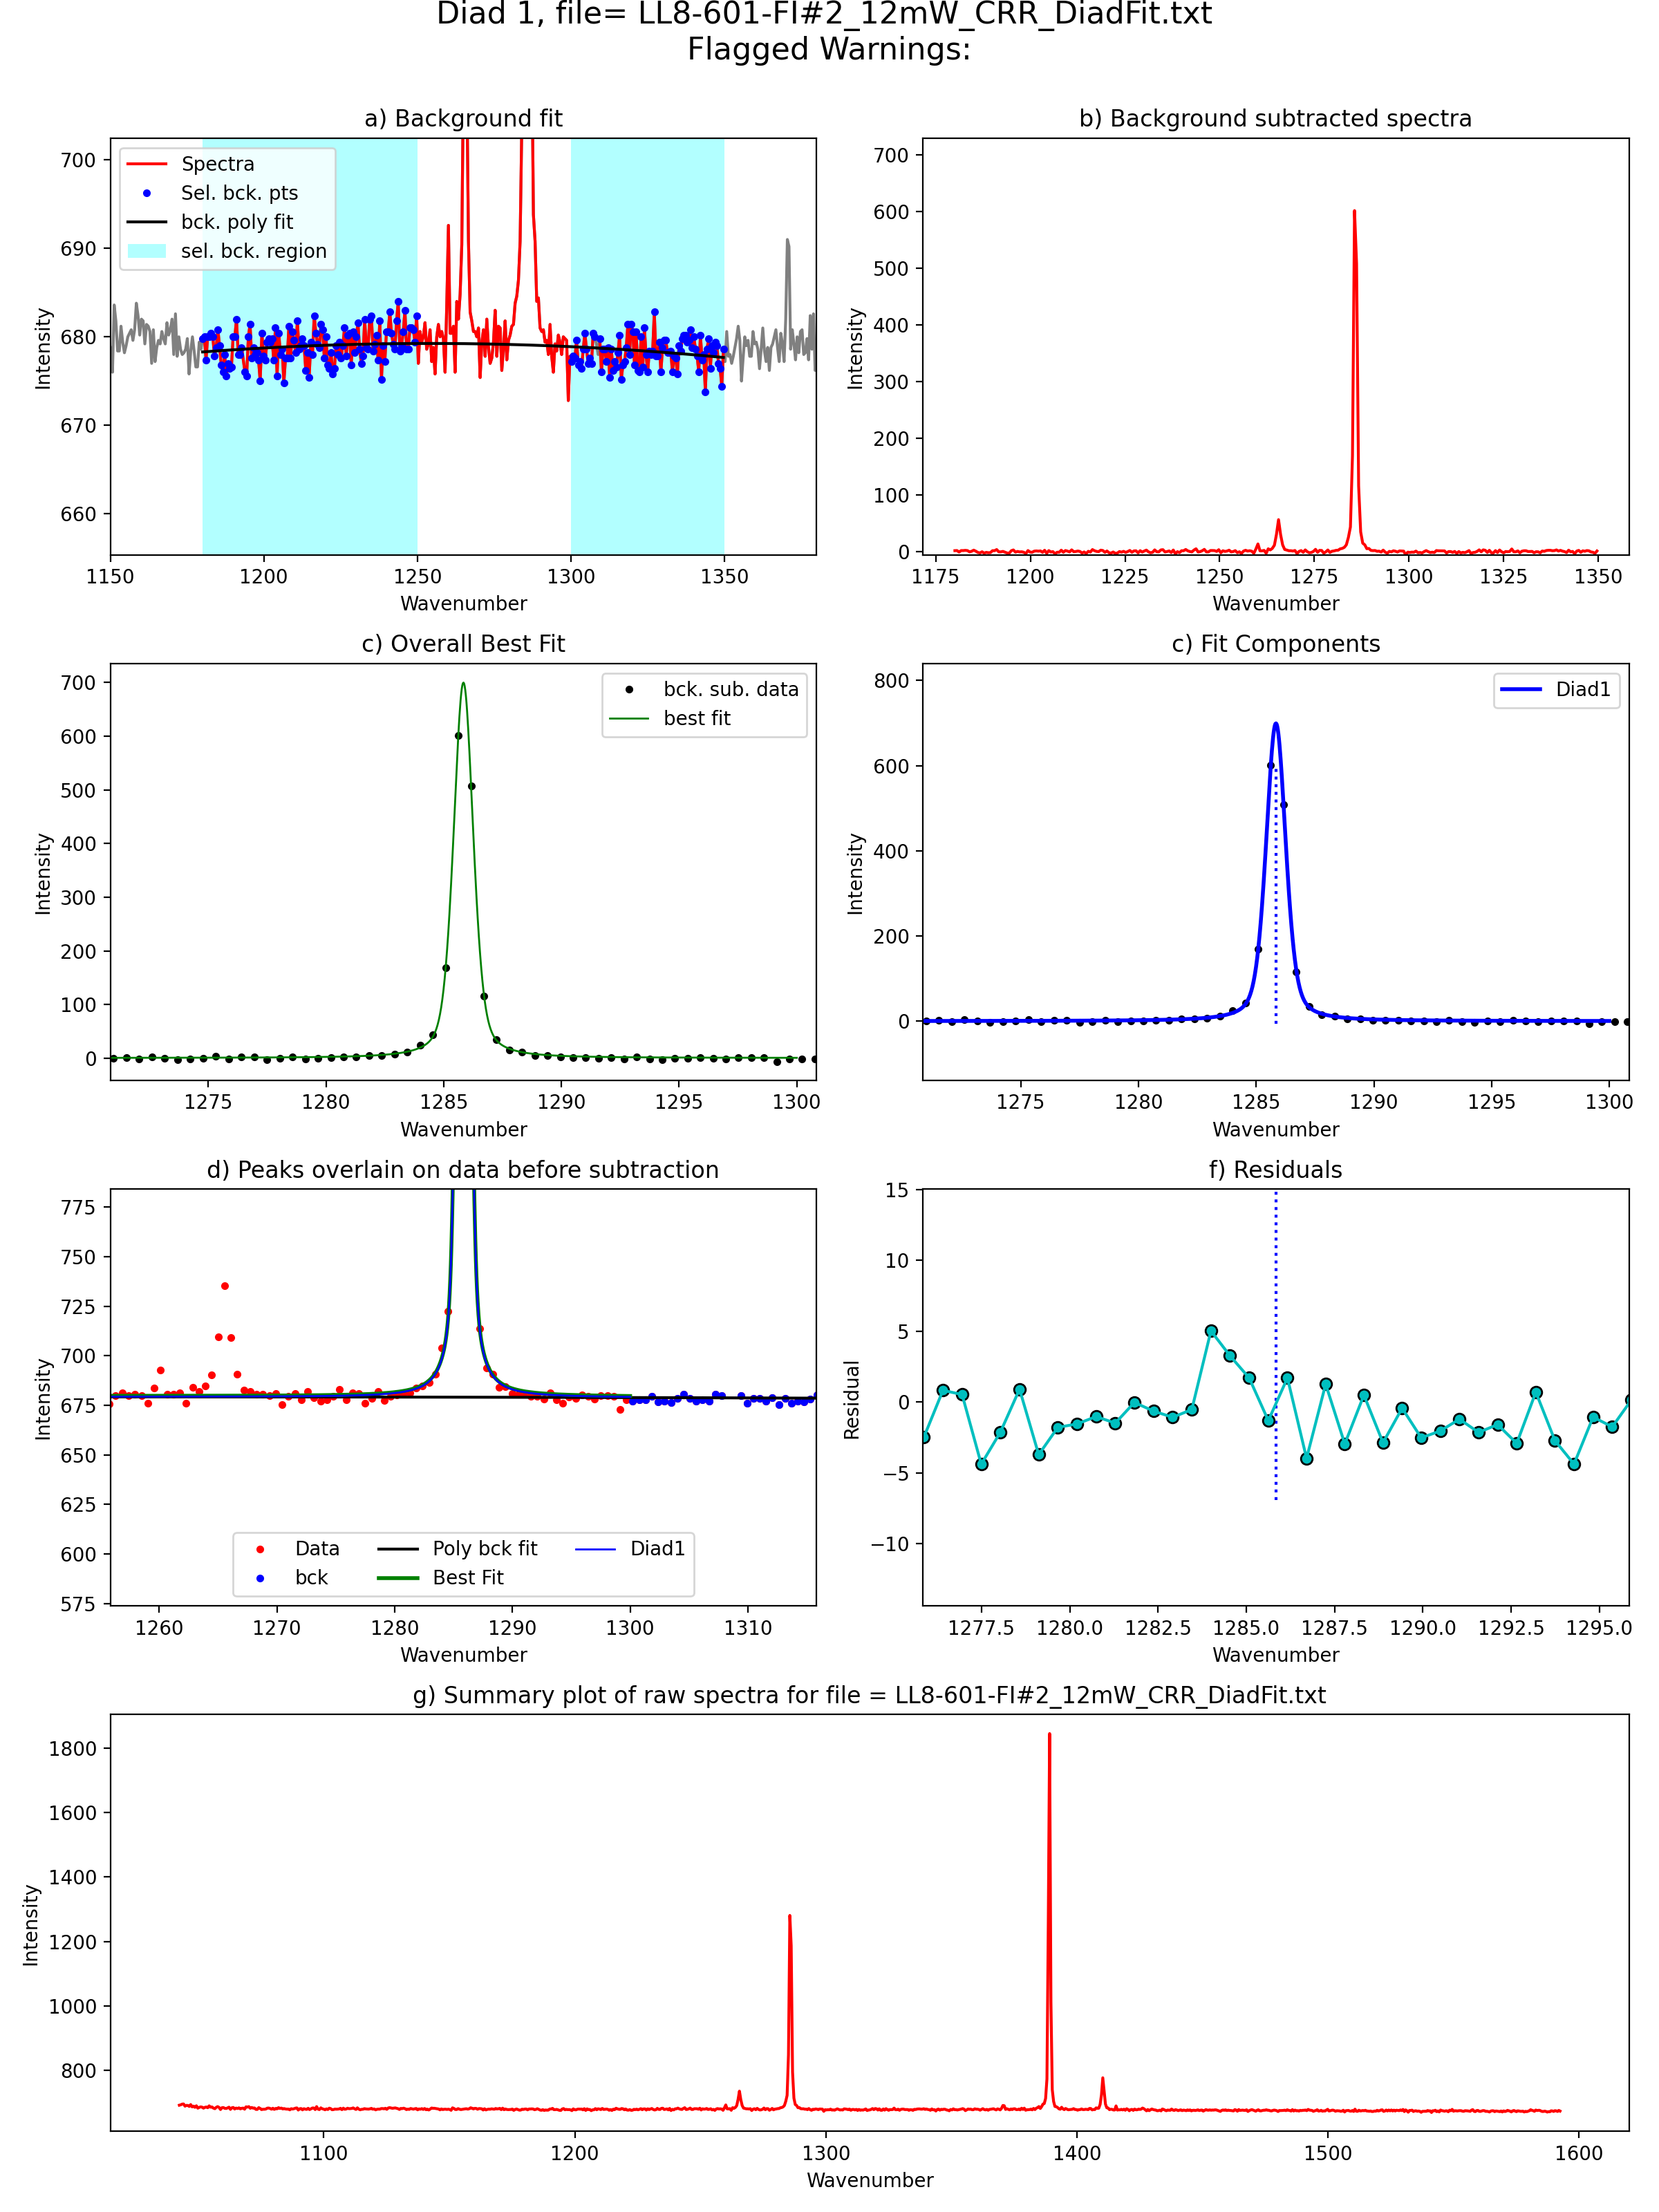 Diad 1, file= LL8-601-FI#2_12mW_CRR_DiadFit.txt
Flagged Warnings:
a) Background fit
700
690
680
670
660
Intensity
Spectra
Sel. bck. pts
bck. poly fit
sel. bck. region
1150 1200 1250 1300 1350
Wavenumber
b) Background subtracted spectra
700
600
500
400
300
200
100
0
Intensity
1175 1200 1225 1250 1275 1300 1325 1350
Wavenumber
c) Overall Best Fit
700
600
500
400
300
200
100
0
Intensity
bck. sub. data
best fit
1275 1280 1285 1290 1295 1300
Wavenumber
c) Fit Components
800
600
400
200
0
Intensity
Diad1
1275 1280 1285 1290 1295 1300
Wavenumber
d) Peaks overlain on data before subtraction
775
750
725
700
675
650
625
600
575
Intensity
Data
bck
Poly bck fit
Best Fit
Diad1
1260 1270 1280 1290 1300 1310
Wavenumber
f) Residuals
15
10
5
0
−5
−10
Residual
1277.5 1280.0 1282.5 1285.0 1287.5 1290.0 1292.5 1295.0
Wavenumber
g) Summary plot of raw spectra for file = LL8-601-FI#2_12mW_CRR_DiadFit.txt
1800
1600
1400
1200
1000
800
Intensity
1100 1200 1300 1400 1500 1600
Wavenumber